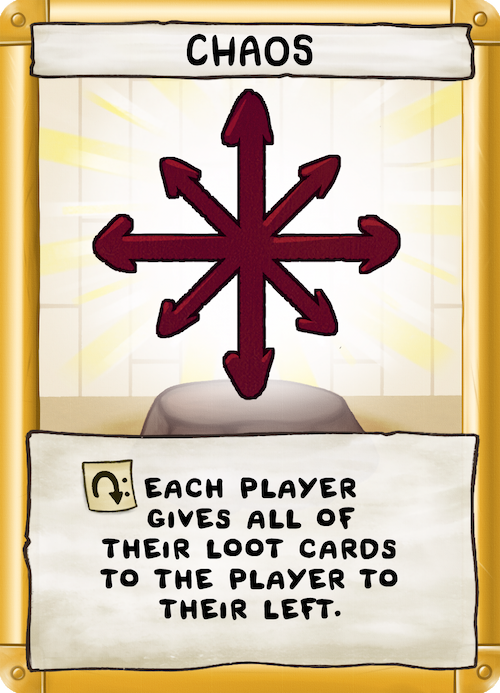 CHAOS
: EACH PLAYER
GIVES ALL OF
THEIR LOOT CARDS
TO THE PLAYER TO
THEIR LEFT.